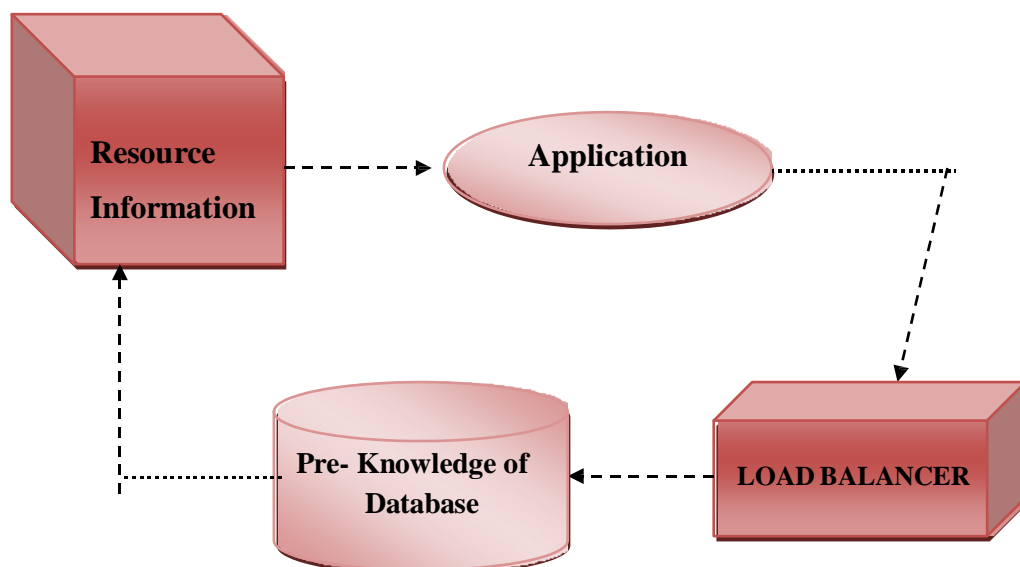 Resource
Information
Application
Pre- Knowledge of
Database
LOAD BALANCER